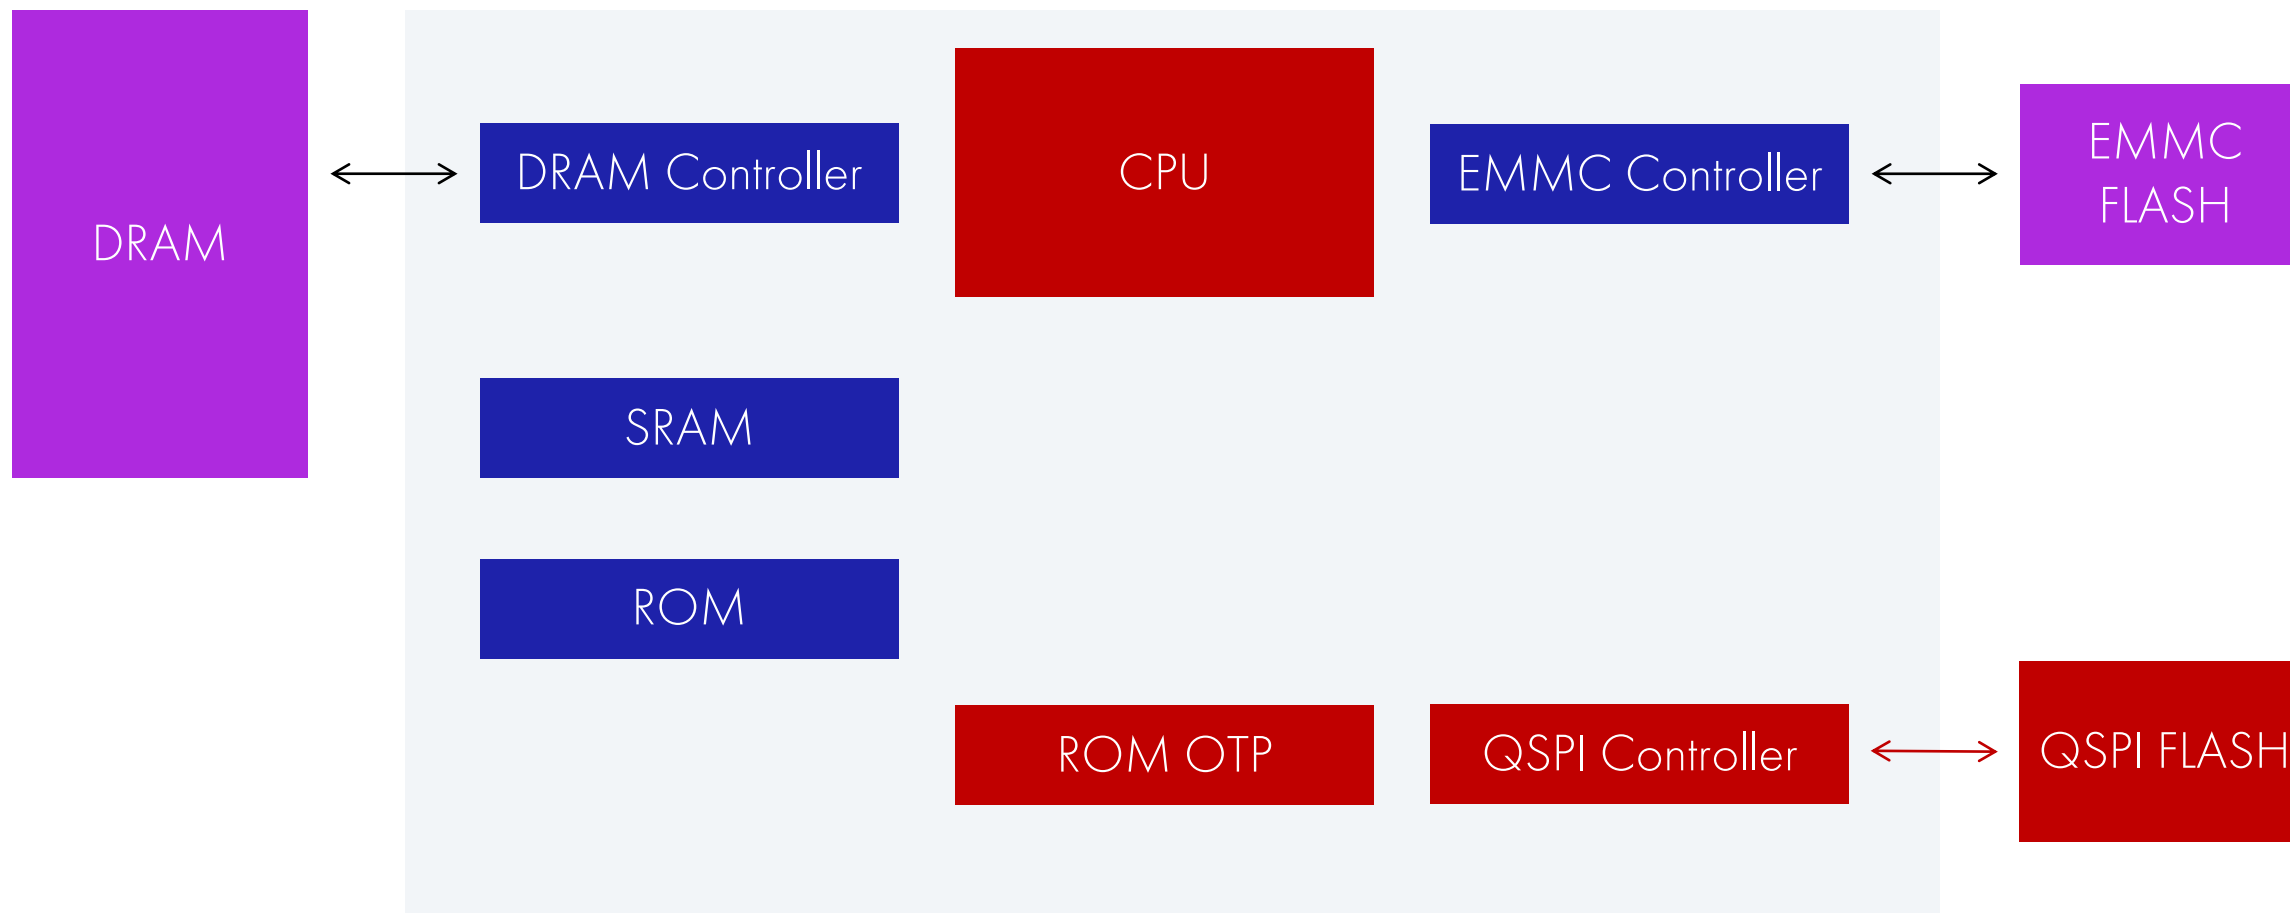 DRAM
DRAM Controller
CPU
EMMC Controller
EMMC
FLASH
SRAM
ROM
ROM OTP
QSPI Controller
QSPI FLASH